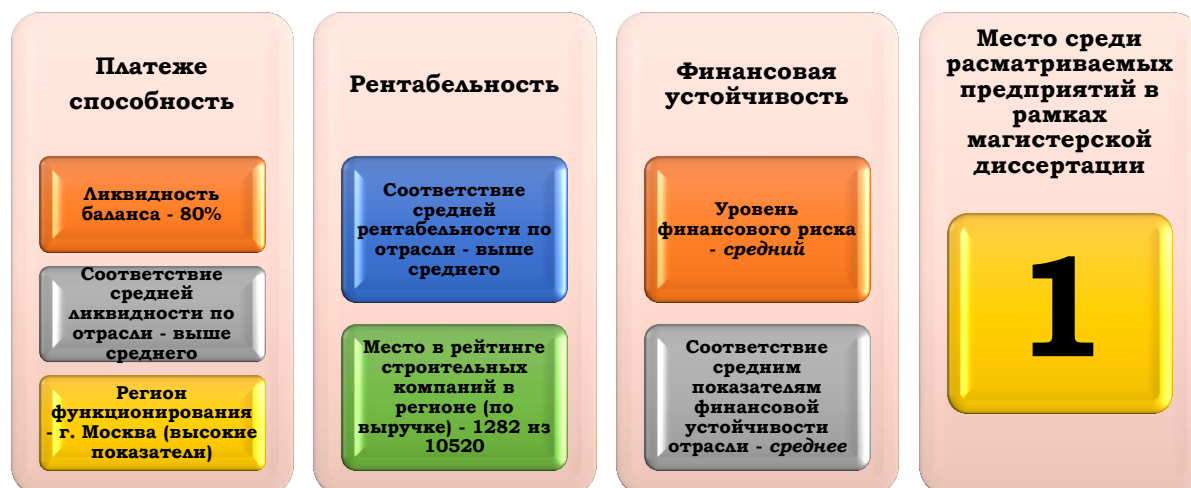 Платеже
способность
Ликвидность
баланса - 80%
Соответствие
средней
ликвидности по
отрасли - выше
среднего
Регион
функционирования
- г. Москва (высокие
показатели)
Рентабельность
Соответствие
средней
рентабельности по
отрасли - выше
среднего
Место в рейтинге
строительных
компаний в
регионе (по
выручке) - 1282 из
10520
Финансовая
устойчивость
Уровень
финансового риска
- средний
Соответствие
средним
показателям
финансовой
устойчивости
отрасли - среднее
Место среди
расматриваемых
предприятий в
рамках
магистерской
диссертации
1